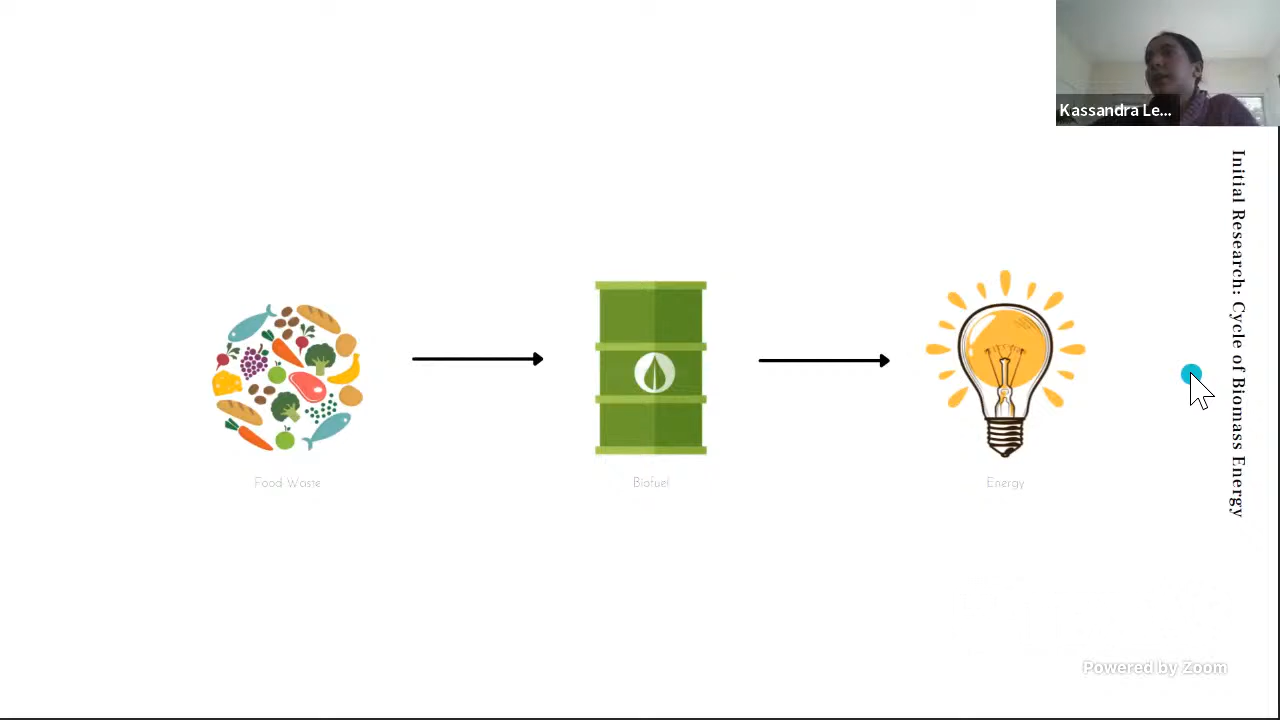 Kassandra Le...
Initial Research: Cycle of Biomass Energy
Food Waste
Biofuel
Energy
Powered by Zoom